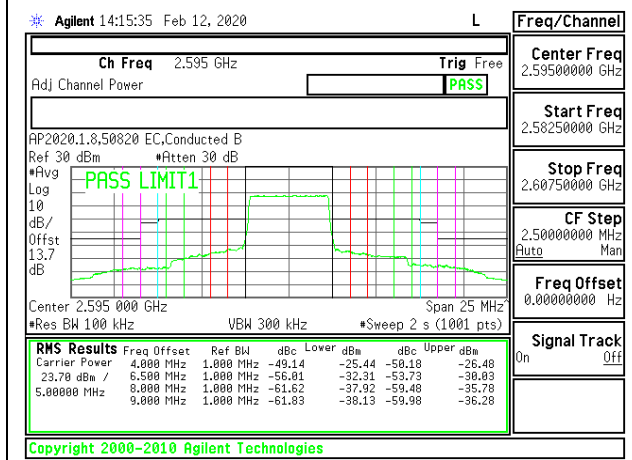 Agilent 14:15:35 Feb 12, 2020 L Freq/Channel
Ch Freq 2.595 GHz Trig Free
Adj Channel Power PASS
Center Freq
2.59500000 GHz
Start Freq
2.58250000 GHz
AP2020.1.8,50820 EC,Conducted B
Ref 30 dBm #Atten 30 dB
#Avg
Log
10
dB/
Offst
13.7
dB
PASS LIMIT1
Stop Freq
2.60750000 GHz
CF Step
2.50000000 MHz
Auto Man
Freq Offset
0.00000000 Hz
Center 2.595 000 GHz Span 25 MHz^
#Res BW 100 kHz VBW 300 kHz #Sweep 2 s (1001 pts)
Signal Track
On Off
RMS Results Freq Offset Ref BW dBc Lower dBm dBc Upper dBm
Carrier Power 4.000 MHz 1.000 MHz -49.14 -25.44 -50.18 -26.48
23.70 dBm / 6.500 MHz 1.000 MHz -56.01 -32.31 -53.73 -30.03
5.00000 MHz 8.000 MHz 1.000 MHz -61.62 -37.92 -59.48 -35.78
9.000 MHz 1.000 MHz -61.83 -38.13 -59.98 -36.28
Copyright 2000-2010 Agilent Technologies